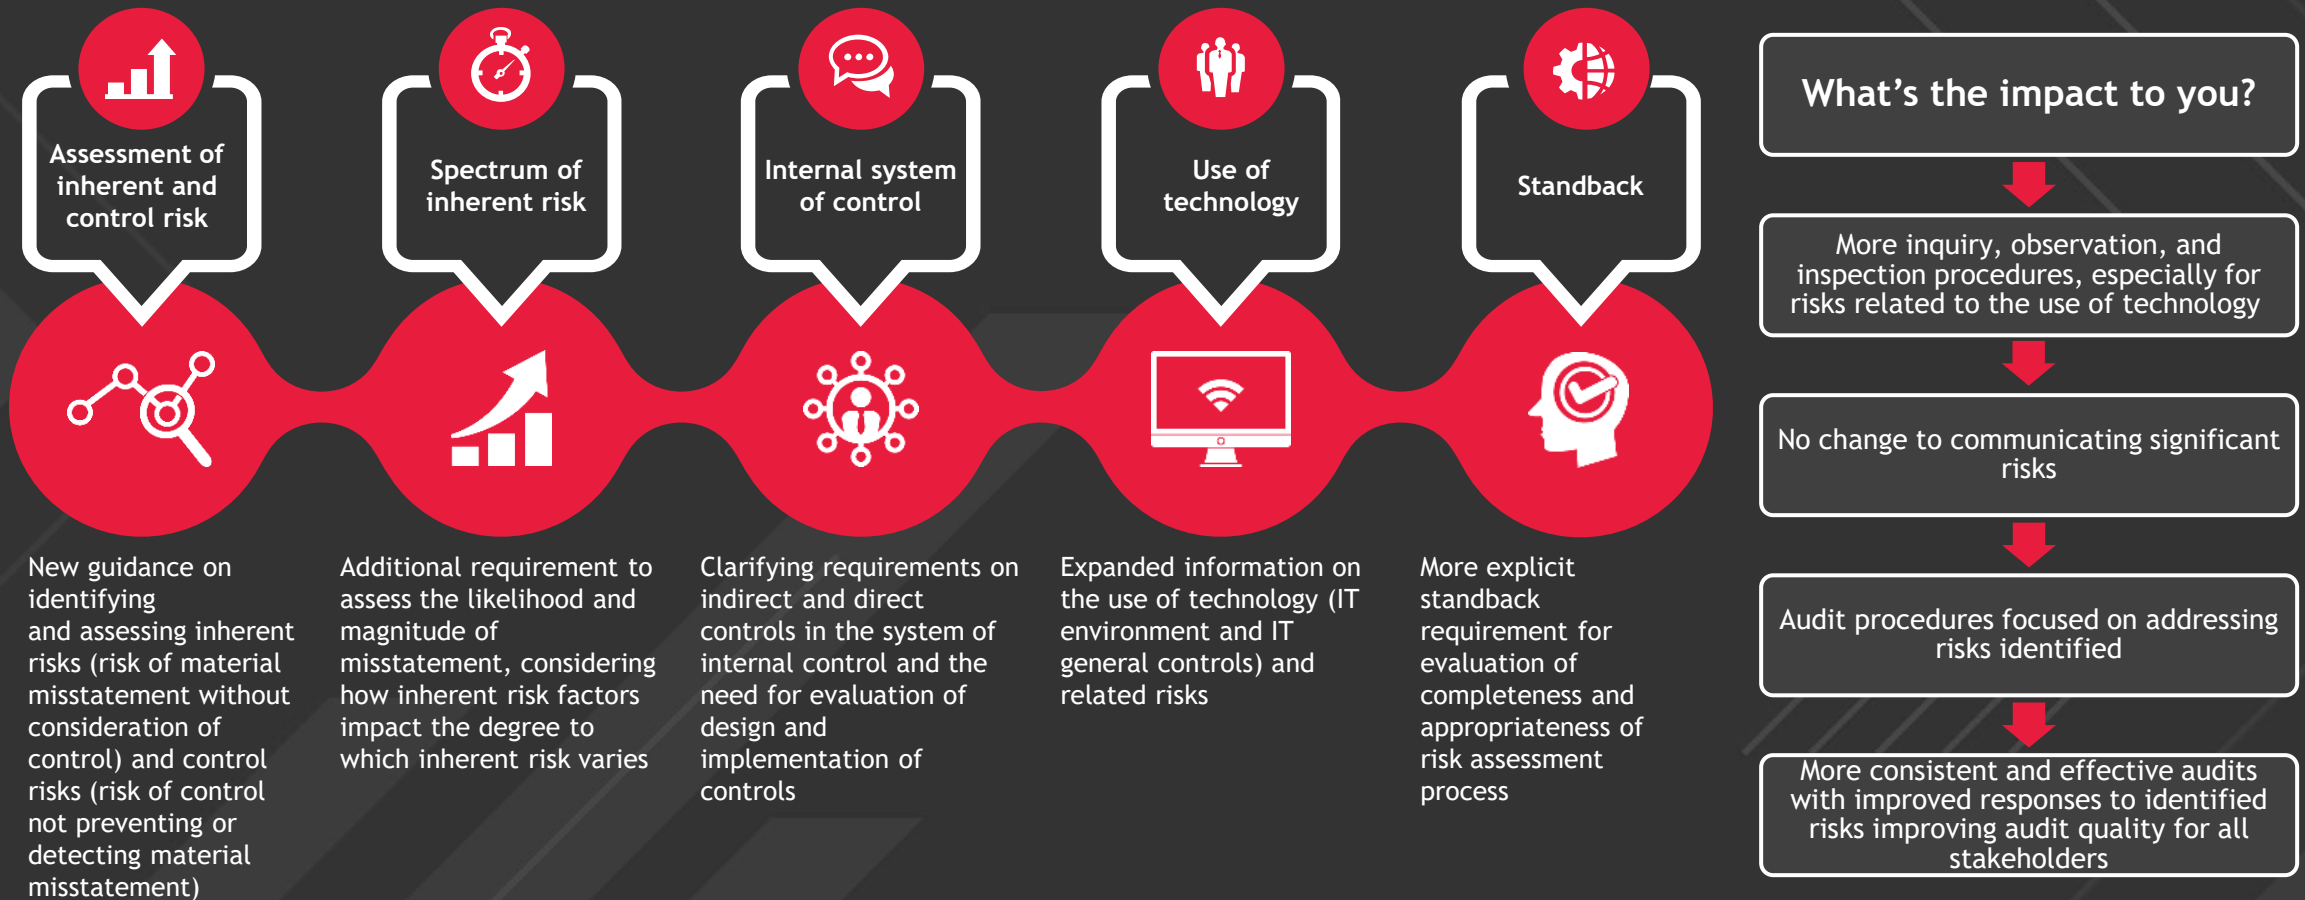 Assessment of
inherent and
control risk
New guidance on
identifying
and assessing inherent
risks (risk of material
misstatement without
consideration of
control) and control
risks (risk of control
not preventing or
detecting material
misstatement)
Spectrum of
inherent risk
Additional requirement to
assess the likelihood and
magnitude of
misstatement, considering
how inherent risk factors
impact the degree to
which inherent risk varies
Internal system
of control
Clarifying requirements on
indirect and direct
controls in the system of
internal control and the
need for evaluation of
design and
implementation of
controls
Use of
technology
Expanded information on
the use of technology (IT
environment and IT
general controls) and
related risks
Standback
More explicit
standback
requirement for
evaluation of
completeness and
appropriateness of
risk assessment
process
What’s the impact to you?
More inquiry, observation, and
inspection procedures, especially for
risks related to the use of technology
No change to communicating significant
risks
Audit procedures focused on addressing
risks identified
More consistent and effective audits
with improved responses to identified
risks improving audit quality for all
stakeholders